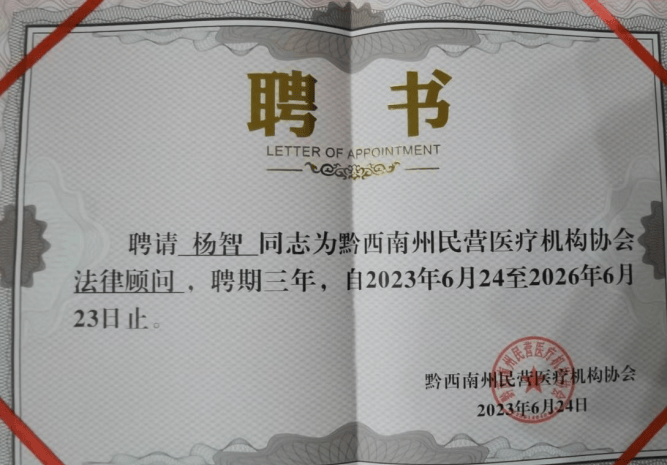 聘书
LETTER OF APPOINTMENT
聘请 杨智 同志为黔西南州民营医疗机构协会
法律顾问，聘期三年，自2023年6月24至2026年6月
23日止。
黔西南州民营医疗机构协会
2023年6月24日